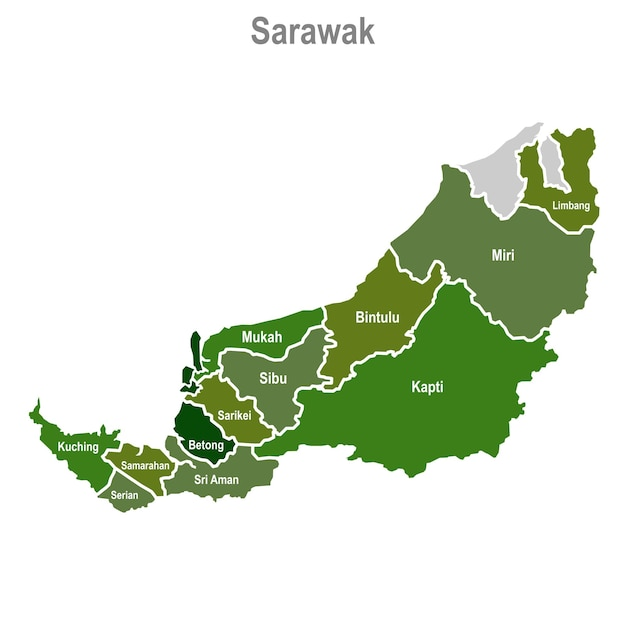 Sarawak
Limbang
Miri
Bintulu
Mukah
Sibu
Kapti
Sarikei
Betong
Kuching
Samarahan
Sri Aman
Serian